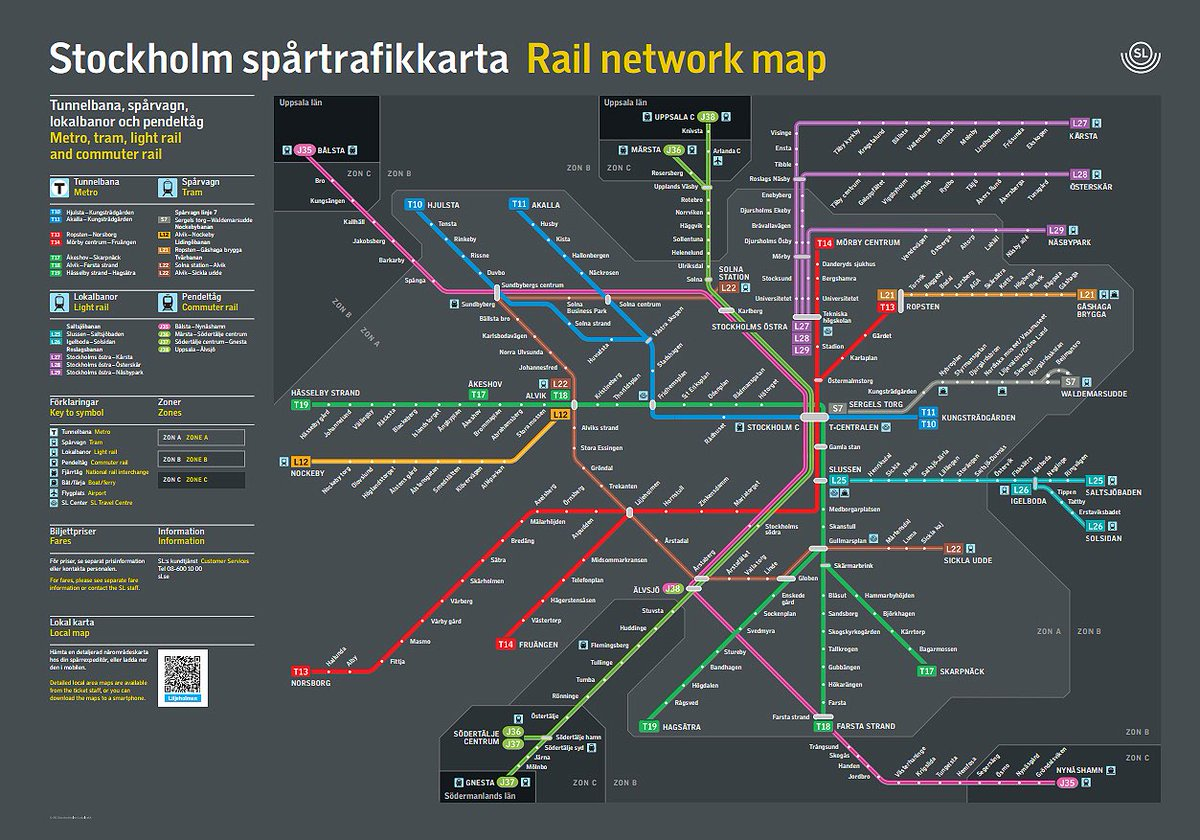 Stockholm spårtrafikkarta Rail network map
SL
Tunnelbana, spårvagn,
lokalbanor och pendeltåg
Metro, tram, light rail
and commuter rail
T
Tunnelbana
Metro
T10 Hjulsta–Kungsträdgården
T11 Akalla–Kungsträdgården
T13 Ropsten–Norsborg
T14 Mörby centrum–Fruängen
T17 Åkeshov–Skarpnäck
T18 Alvik–Farsta strand
T19 Hässelby strand–Hagsätra
Spårvagn
Tram
Spårvagn linje 7
S7 Sergels torg–Waldemarsudde
Nockebybanan
L12 Alvik–Nockeby
Lidingöbanan
L21 Ropsten–Gåshaga brygga
Tvärbanan
L22 Solna station–Alvik
L22 Alvik–Sickla udde
Lokalbanor
Light rail
Saltsjöbanan
L25 Slussen–Saltsjöbaden
L26 Igelboda–Solsidan
Roslagsbanan
L27 Stockholms östra–Kårsta
L28 Stockholms östra–Österskär
L29 Stockholms östra–Näsbypark
Pendeltåg
Commuter rail
J35 Bålsta–Nynäshamn
J36 Märsta–Södertälje centrum
J37 Södertälje centrum–Gnesta
J38 Uppsala–Älvsjö
Förklaringar
Key to symbol
Tunnelbana Metro
Spårvagn Tram
Lokalbana Light rail
Pendeltåg Commuter rail
Fjärrtåg National rail interchange
Båt/färja Boat/ferry
Flygplats Airport
SL Center SL Travel Centre
Zoner
Zones
ZON A ZONE A
ZON B ZONE B
ZON C ZONE C
Biljettpriser
Fares
För priser, se separat prisinformation
eller kontakta personalen.
For fares, please see separate fare
information or contact the SL staff.
Information
Information
SL:s kundtjänst Customer Services
Tel 08-600 10 00
sl.se
Lokal karta
Local map
Hämta en detaljerad närområdeskarta
hos din spärrexpeditör, eller ladda ner
den i mobilen.
Detailed local area maps are available
from the ticket staff, or you can
download the maps to a smartphone.
Liljeholmen
Uppsala län
J35 BÅLSTA
ZON C
ZON B
Bro
Kungsängen
Kallhäll
Jakobsberg
Barkarby
Spånga
Sundbyberg
ZON B
ZON A
Uppsala län
UPPSALA C J38
Knivsta
MÄRSTA J36
Arlanda C
ZON B
ZON C
Rosersberg
Upplands Väsby
Rotebro
Norrviken
Häggvik
Sollentuna
Helenelund
Ulriksdal
Solna
SOLNA
STATION
L22
Karlberg
T10 HJULSTA
Tensta
Rinkeby
Rissne
Duvbo
Sundbybergs centrum
Solna
Business Park
Solna strand
Huvudsta
T11 AKALLA
Husby
Kista
Hallonbergen
Näckrosen
Solna centrum
Västra skogen
Stadshagen
Fridhemsplan
Rådhuset
Bällsta bro
Karlsbodavägen
Norra Ulvsunda
Johannesfred
L22
ALVIK T18
L12
ÅKESHOV
T17
HÄSSELBY STRAND
T19
Hässelby gård
Johannelund
Vällingby
Råcksta
Blackeberg
Islandstorget
Ängbyplan
Åkeshov
Brommaplan
Abrahamsberg
Stora mossen
Kristineberg
Thorildsplan
S:t Eriksplan
Odenplan
Rådmansgatan
Hötorget
L12
NOCKEBY
Nockeby torg
Olovslund
Höglandstorget
Ålstensgatan
Ålstens gård
Smedslätten
Klövervägen
Alléparken
Alviks strand
Stora Essingen
Gröndal
Trekanten
Liljeholmen
Årstadal
Årstaberg
Årstafältet
Valla torg
Linde
Globen
Gullmarsplan
Mårtensdal
Luma
Sickla kaj
L22
SICKLA UDDE
Visinge
Ensta
Tibble
Roslags Näsby
Enebyberg
Djursholms Ekeby
Bråvallavägen
Djursholms Ösby
Mörby
Stocksund
Universitetet
STOCKHOLMS ÖSTRA
L27
L28
L29
Täby kyrkby
Kragstalund
Bällsta
Vallentuna
Ormsta
Molnby
Lindholmen
Frösunda
Ekskogen
L27
KÅRSTA
Täby centrum
Galoppfältet
Viggbyholm
Hägernäs
Rydbo
Täljö
Åkers Runö
Åkersberga
Tunagård
L28
ÖSTERSKÄR
Vendevägen
Östberga
Altorp
Lahäll
Näsby allé
L29
NÄSBYPARK
T14 MÖRBY CENTRUM
Danderyds sjukhus
Bergshamra
Universitetet
Tekniska
högskolan
Stadion
Östermalmstorg
L21
T13
ROPSTEN
Gärdet
Karlaplan
Torsvik
Baggeby
Bodal
Larsberg
AGA
Skärsätra
Kottla
Högberga
Brevik
Käppala
Gåshaga
L21
GÅSHAGA
BRYGGA
S7
SERGELS TORG
Kungsträdgården
Nybroplan
Styrmansgatan
Djurgårdsbron
Nordiska museet/Vasamuseet
Liljevalchs/Gröna Lund
Skansen
Djurgårdsskolan
Bellmansro
S7
WALDEMARSUDDE
STOCKHOLM C
T-CENTRALEN
T11
T10
KUNGSTRÄDGÅRDEN
Gamla stan
SLUSSEN
L25
Henriksdal
Sickla
Nacka
Saltsjö-Järla
Lillängen
Storängen
Saltsjö-Duvnäs
Östervik
Fisksätra
Igelboda
Neglinge
Ringvägen
L25
SALTSJÖBADEN
L26
IGELBODA
Tippen
Tattby
Erstaviksbadet
L26
SOLSIDAN
Medborgarplatsen
Skanstull
Skärmarbrink
Blåsut
Sandsborg
Skogskyrkogården
Tallkrogen
Gubbängen
Hökarängen
Farsta
T18 FARSTA STRAND
Hammarbyhöjden
Björkhagen
Kärrtorp
Bagarmossen
T17 SKARPNÄCK
Enskede
gård
Sockenplan
Svedmyra
Stureby
Bandhagen
Högdalen
Rågsved
T19 HAGSÄTRA
Mariatorget
Zinkensdamm
Hornstull
Stockholms
södra
Örnsberg
Axelsberg
Mälarhöjden
Bredäng
Sätra
Skärholmen
Vårberg
Vårby gård
Masmo
Fittja
Alby
Hallunda
T13
NORSBORG
Aspudden
Midsommarkransen
Telefonplan
Hägerstensåsen
Västertorp
T14 FRUÄNGEN
ÄLVSJÖ J38
Stuvsta
Huddinge
Flemingsberg
Tullinge
Tumba
Rönninge
Östertälje
SÖDERTÄLJE
CENTRUM
J36
J37
Södertälje hamn
Södertälje syd
Järna
Mölnbo
GNESTA J37
Södermanlands län
ZON C
ZON B
Farsta strand
Trångsund
Skogås
Handen
Jordbro
Västerhaninge
Krigslida
Tungelsta
Hemfosa
Segersäng
Ösmo
Nynäsgård
Gröndalsviken
NYNÄSHAMN
J35
ZON A
ZON B
ZON B
ZON C